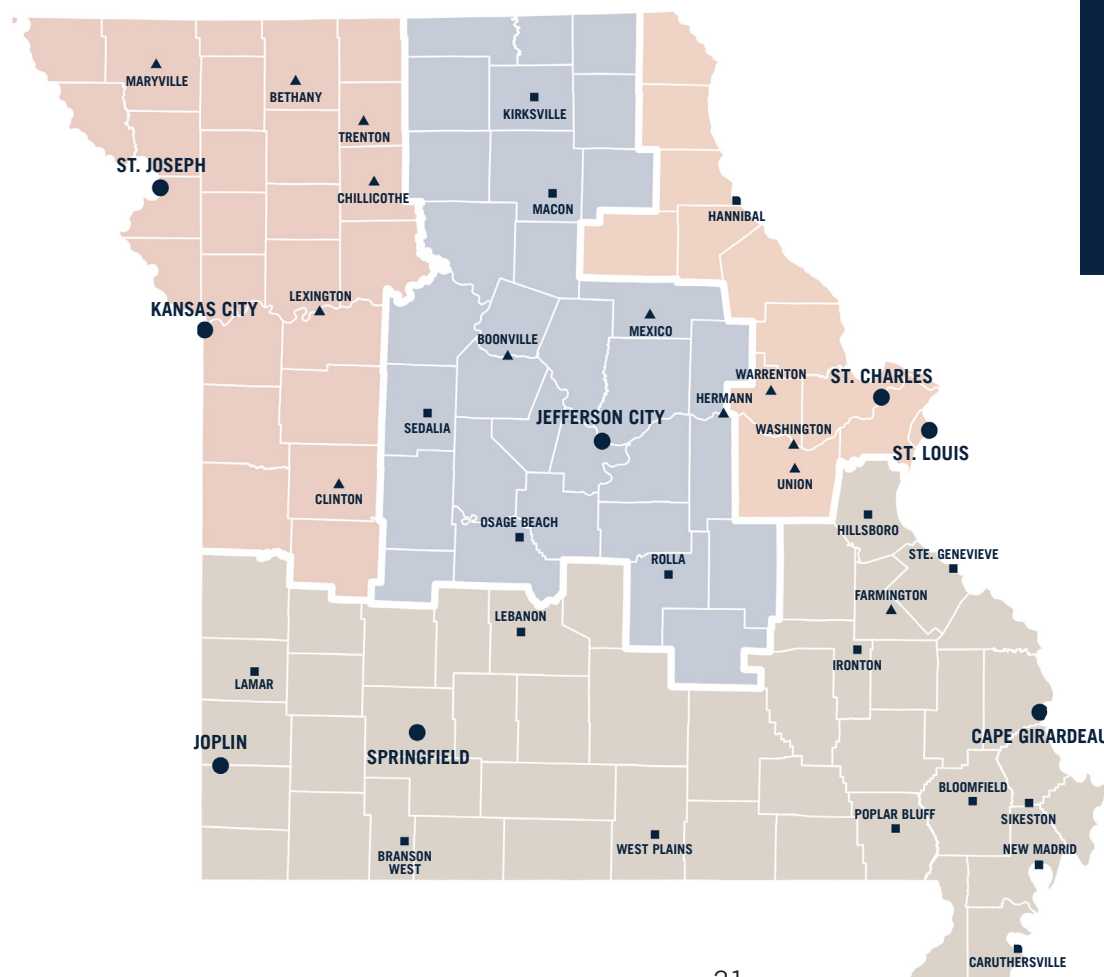 MARYVILLE
BETHANY
KIRKSVILLE
TRENTON
ST. JOSEPH
CHILLICOTHE
MACON
HANNIBAL
LEXINGTON
KANSAS CITY
MEXICO
BOONVILLE
WARRENTON
ST. CHARLES
HERMANN
JEFFERSON CITY
SEDALIA
WASHINGTON
ST. LOUIS
UNION
CLINTON
OSAGE BEACH
HILLSBORO
STE. GENEVIEVE
ROLLA
FARMINGTON
LEBANON
IRONTON
LAMAR
JOPLIN
SPRINGFIELD
CAPE GIRARDEAU
BLOOMFIELD
POPLAR BLUFF
SIKESTON
WEST PLAINS
NEW MADRID
BRANSON
WEST
CARUTHERSVILLE